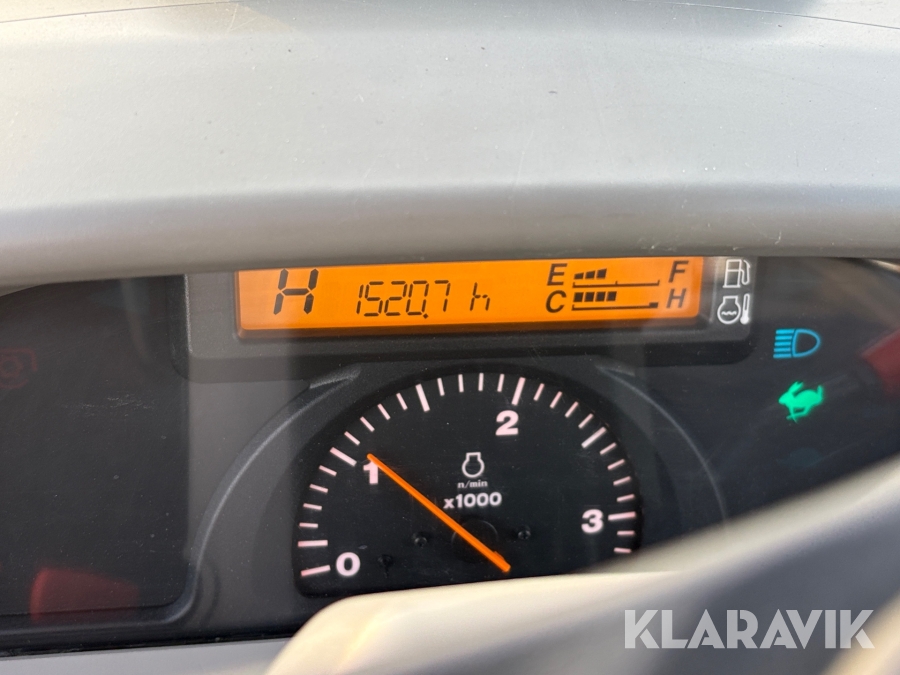 H 1520.7 h E F
C H
2
1
n/min
x1000
3
0
KLARAVIK